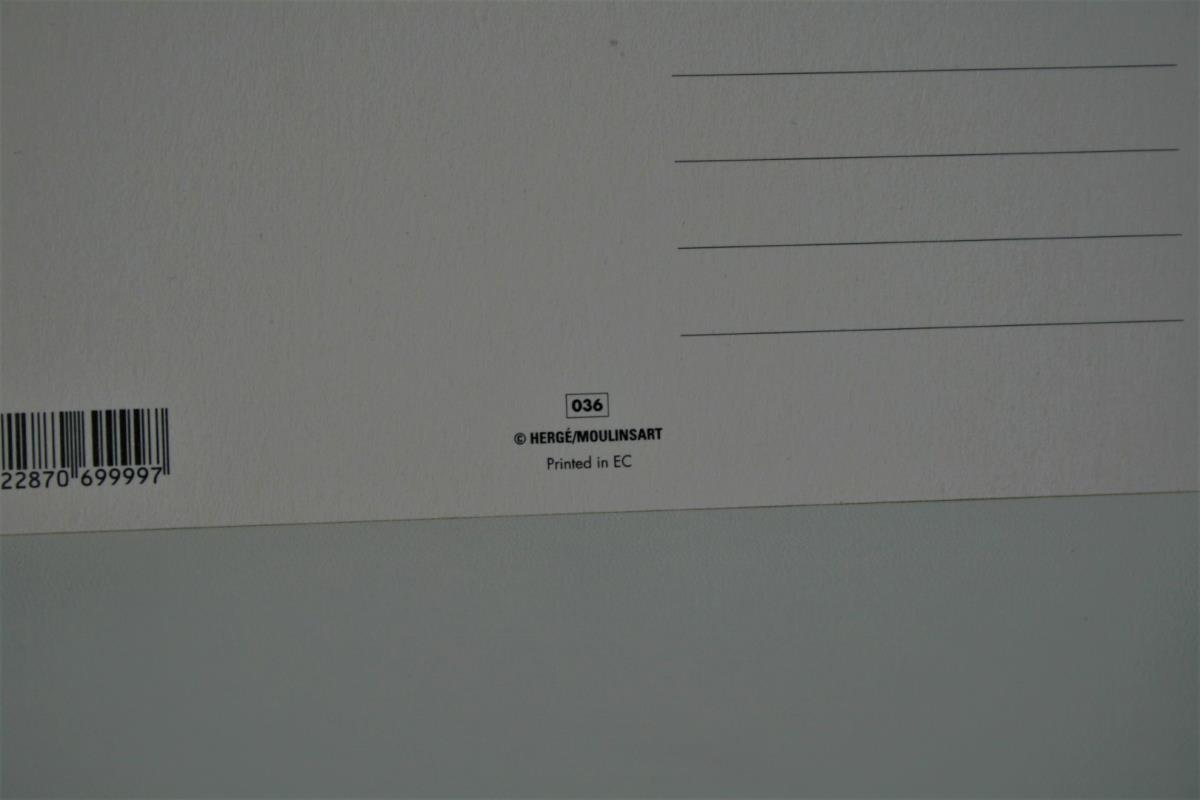 036
© HERGÉ/MOULINSART
Printed in EC
22870 699997